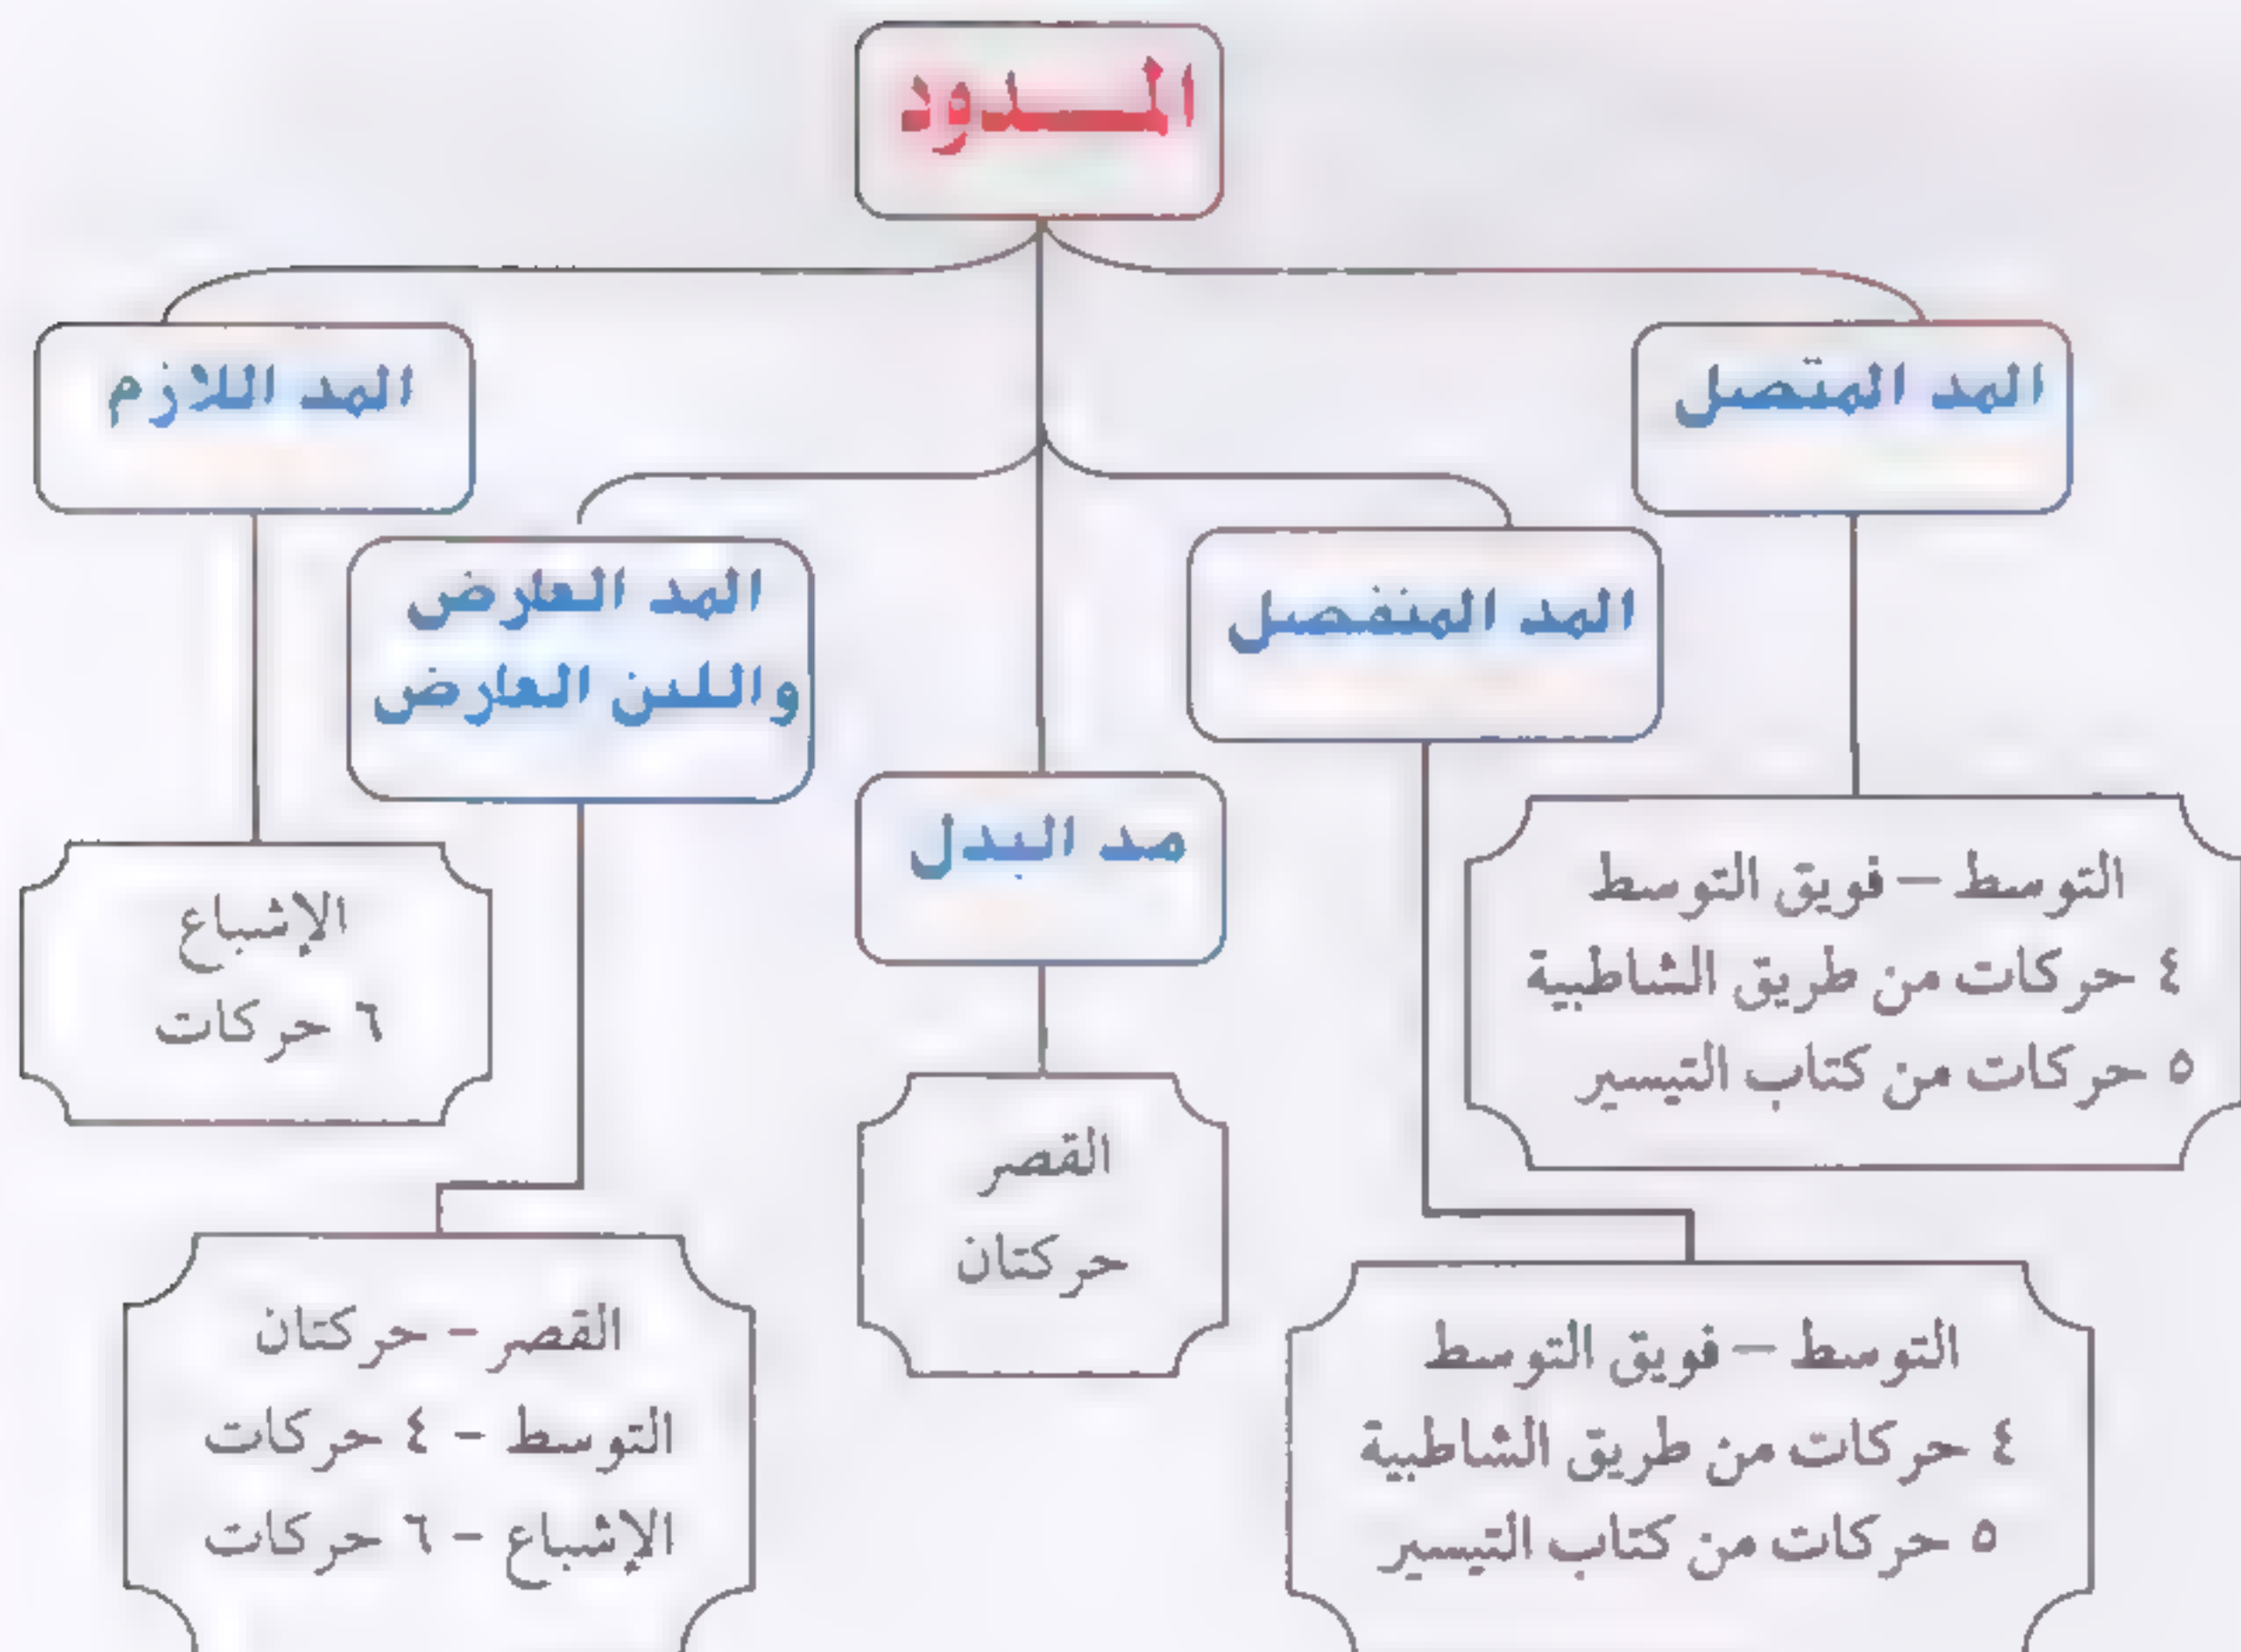 المـــدود
المد المتصل
المد اللازم
المد المنفصل
المد العارض
واللين العارض
مد البدل
التوسط – فويق التوسط
٤ حركات من طريق الشاطبية
٥ حركات من كتاب التيسير
الإشباع
٦ حركات
القصر
حركتان
التوسط – فويق التوسط
٤ حركات من طريق الشاطبية
٥ حركات من كتاب التيسير
القصر – حركتان
التوسط – ٤ حركات
الإشباع – ٦ حركات